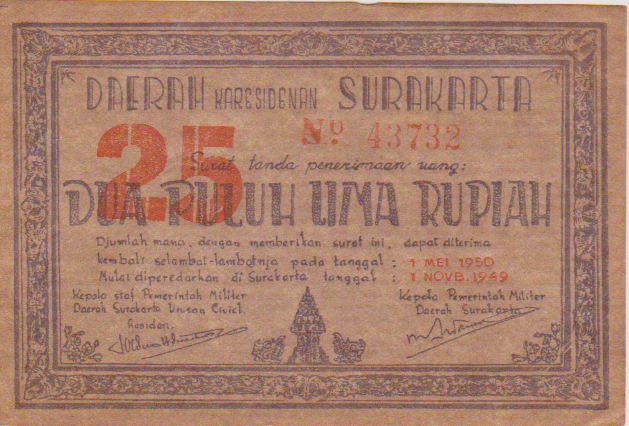 DAERAH KARESIDENAN SURAKARTA
Nº 43732
25
Surat tanda penerimaan uang:
DUA PULUH LIMA RUPIAH
Djumlah mana, dengan memberikan surat ini, dapat diterima
kembali selambat-lambatnja pada tanggal : 1 MEI 1950
Mulai diperedarkan di Surakarta tanggal : 1 NOVB. 1949
Kepala staf Pemerintah Militer
Daerah Surakarta Urusan Civiel.
Residen.
Kepala Pemerintah Militer
Daerah Surakarta